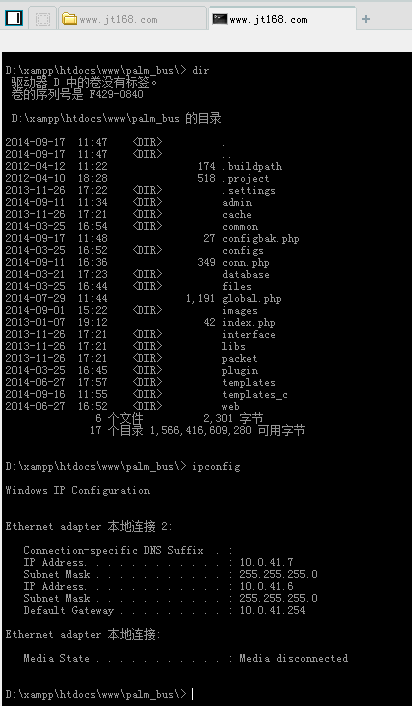 www.jt168.com
www.jt168.com
D:\xampp\htdocs\www\palm_bus\> dir
驱动器 D 中的卷没有标签。
卷的序列号是 F429-0840
D:\xampp\htdocs\www\palm_bus 的目录
2014-09-17 11:47 <DIR> .
2014-09-17 11:47 <DIR> ..
2012-04-12 11:22 174 .buildpath
2012-04-10 18:28 518 .project
2013-11-26 17:22 <DIR> .settings
2014-09-11 11:34 <DIR> admin
2013-11-26 17:21 <DIR> cache
2014-03-25 16:54 <DIR> common
2014-09-17 11:48 27 configbak.php
2014-03-25 16:52 <DIR> configs
2014-09-11 16:36 349 conn.php
2014-03-21 17:23 <DIR> database
2014-03-25 16:44 <DIR> files
2014-07-29 11:44 1,191 global.php
2014-09-01 15:22 <DIR> images
2013-01-07 19:12 42 index.php
2013-11-26 17:21 <DIR> interface
2013-11-26 17:21 <DIR> libs
2013-11-26 17:21 <DIR> packet
2014-03-25 16:45 <DIR> plugin
2014-06-27 17:57 <DIR> templates
2014-09-16 11:55 <DIR> templates_c
2014-06-27 16:52 <DIR> web
6 个文件 2,301 字节
17 个目录 1,566,416,609,280 可用字节
D:\xampp\htdocs\www\palm_bus\> ipconfig
Windows IP Configuration
Ethernet adapter 本地连接 2:
Connection-specific DNS Suffix . :
IP Address. . . . . . . . . . . . : 10.0.41.7
Subnet Mask . . . . . . . . . . . : 255.255.255.0
IP Address. . . . . . . . . . . . : 10.0.41.6
Subnet Mask . . . . . . . . . . . : 255.255.255.0
Default Gateway . . . . . . . . . : 10.0.41.254
Ethernet adapter 本地连接:
Media State . . . . . . . . . . . : Media disconnected
D:\xampp\htdocs\www\palm_bus\>